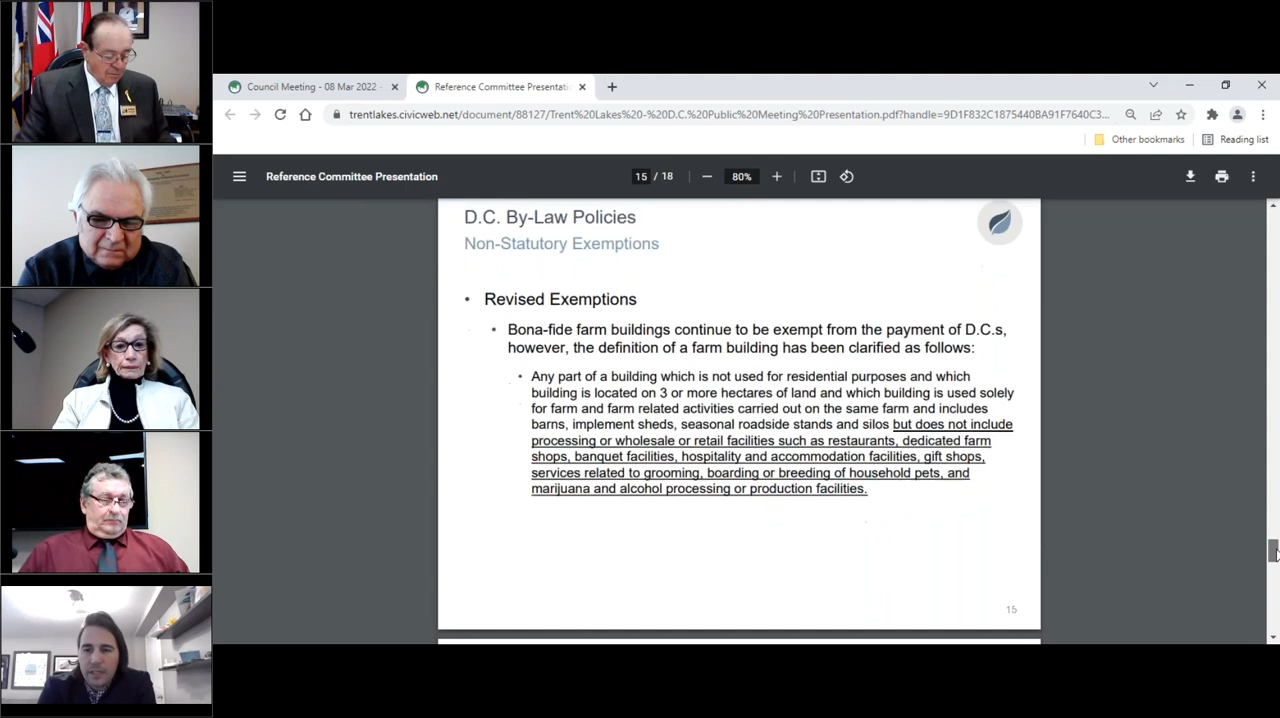 Council Meeting - 08 Mar 2022 -
Reference Committee Presentati
trentlakes.civicweb.net/document/88127/Trent%20Lakes%20-%20D.C.%20Public%20Meeting%20Presentation.pdf?handle=9D1F832C1875440BA91F7640C3...
Other bookmarks
Reading list
Reference Committee Presentation
15 / 18
80%
D.C. By-Law Policies
Non-Statutory Exemptions
• Revised Exemptions
• Bona-fide farm buildings continue to be exempt from the payment of D.C.s,
however, the definition of a farm building has been clarified as follows:
• Any part of a building which is not used for residential purposes and which
building is located on 3 or more hectares of land and which building is used solely
for farm and farm related activities carried out on the same farm and includes
barns, implement sheds, seasonal roadside stands and silos but does not include
processing or wholesale or retail facilities such as restaurants, dedicated farm
shops, banquet facilities, hospitality and accommodation facilities, gift shops,
services related to grooming, boarding or breeding of household pets, and
marijuana and alcohol processing or production facilities.
15